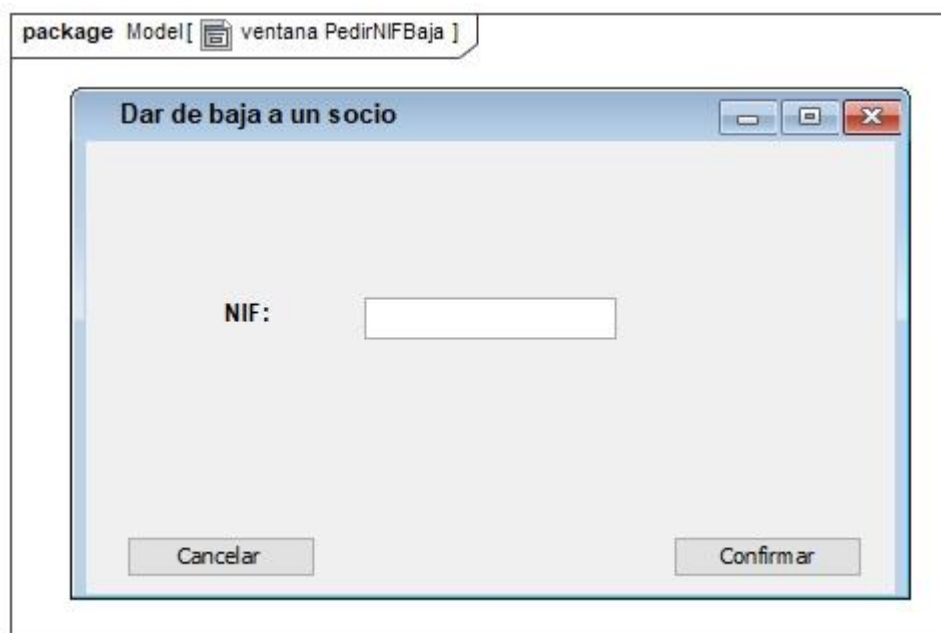 package Model[ ventana PedirNIFBaja ]
Dar de baja a un socio
NIF:
Cancelar Confirmar